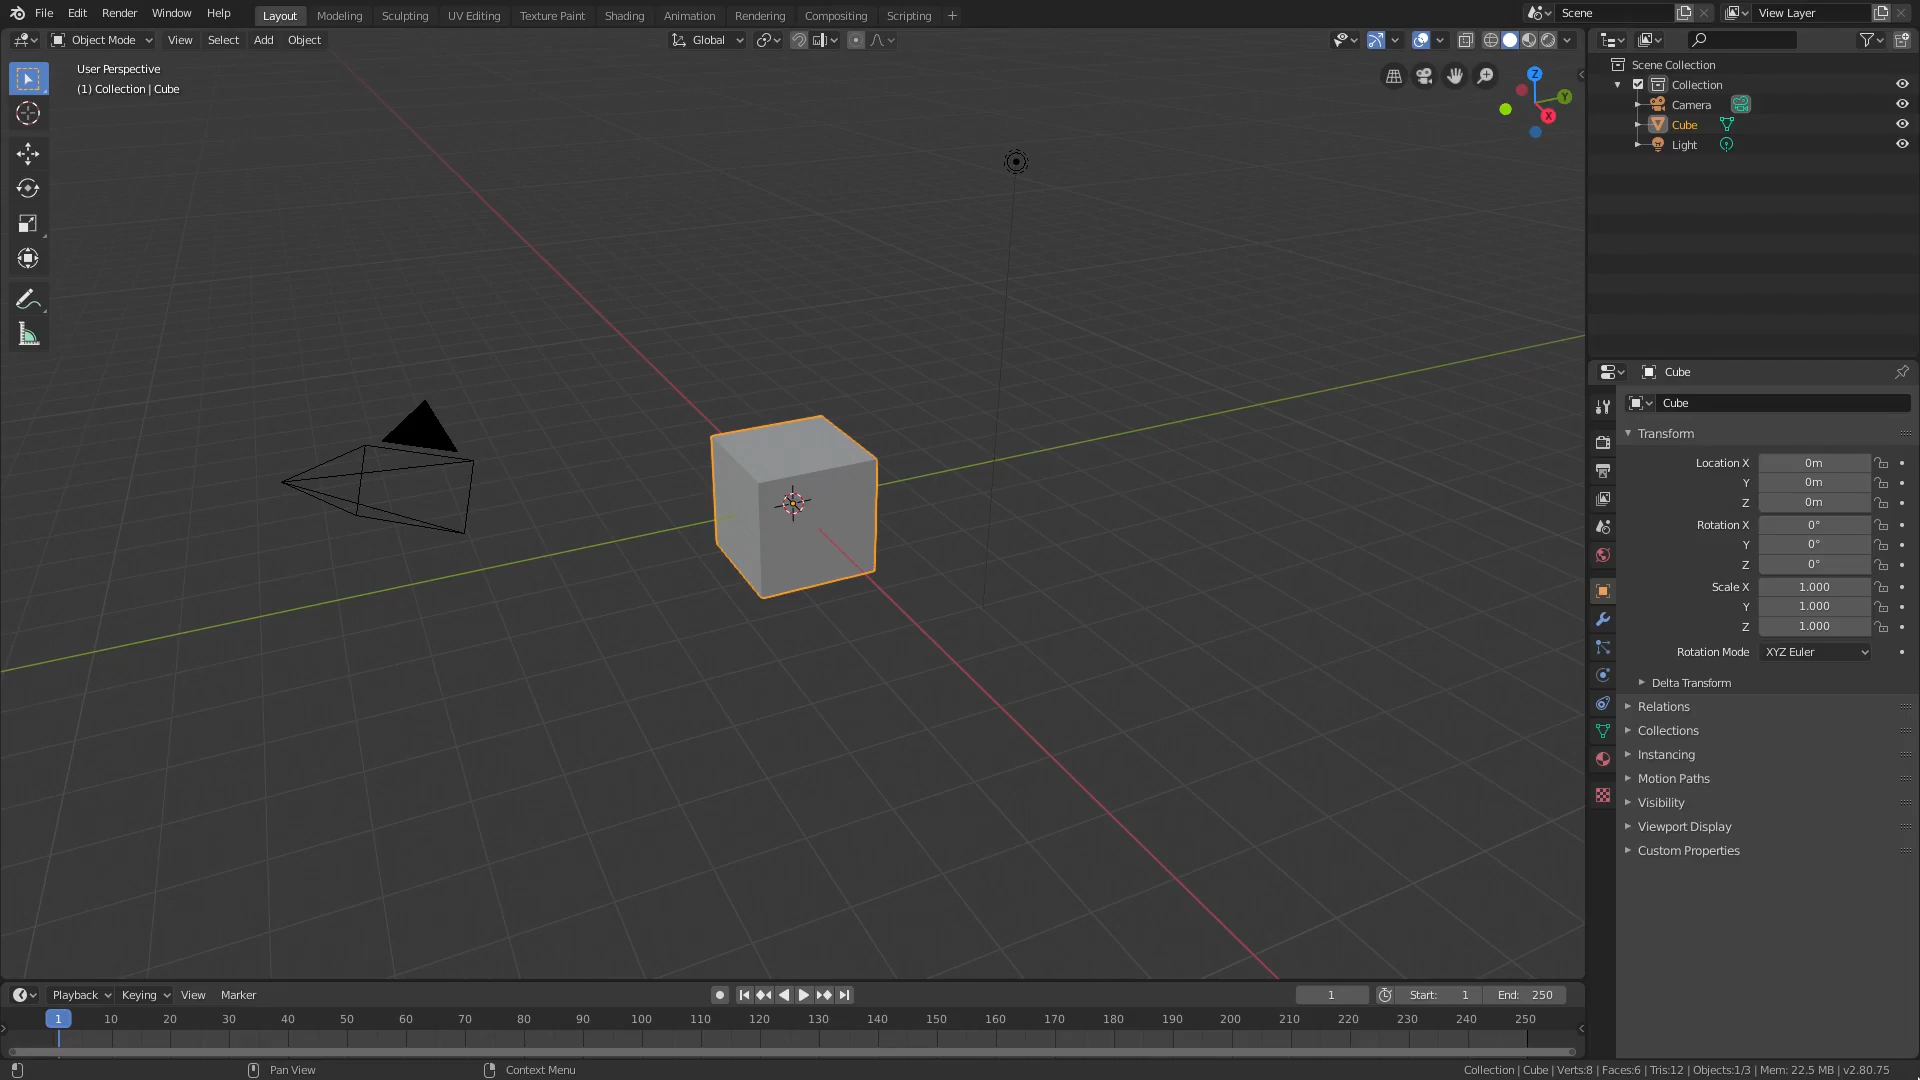 File Edit Render Window Help Layout Modeling Sculpting UV Editing Texture Paint Shading Animation Rendering Compositing Scripting + Scene View Layer
Object Mode View Select Add Object Global
User Perspective
(1) Collection | Cube
Z
Y
X
Scene Collection
Collection
Camera
Cube
Light
Cube
Cube
Transform
Location X 0m
Y 0m
Z 0m
Rotation X 0°
Y 0°
Z 0°
Scale X 1.000
Y 1.000
Z 1.000
Rotation Mode XYZ Euler
Delta Transform
Relations
Collections
Instancing
Motion Paths
Visibility
Viewport Display
Custom Properties
Playback Keying View Marker 1 Start: 1 End: 250
1 10 20 30 40 50 60 70 80 90 100 110 120 130 140 150 160 170 180 190 200 210 220 230 240 250
Pan View Context Menu Collection | Cube | Verts:8 | Faces:6 | Tris:12 | Objects:1/3 | Mem: 22.5 MB | v2.80.75